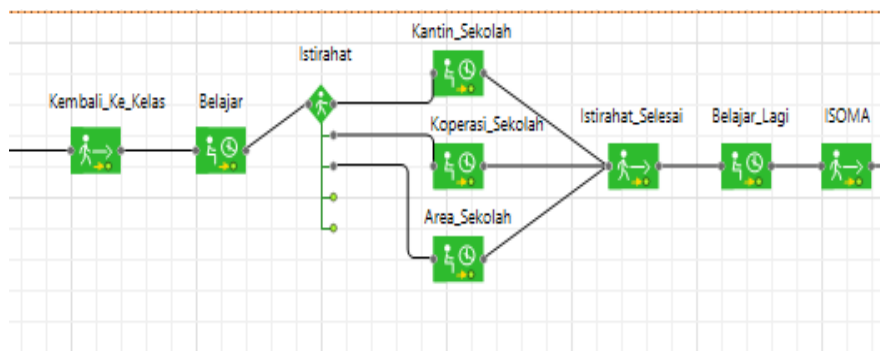 Kantin_Sekolah
Istirahat
Kembali_Ke_Kelas
Belajar
Koperasi_Sekolah
Istirahat_Selesai
Belajar_Lagi
ISOMA
Area_Sekolah